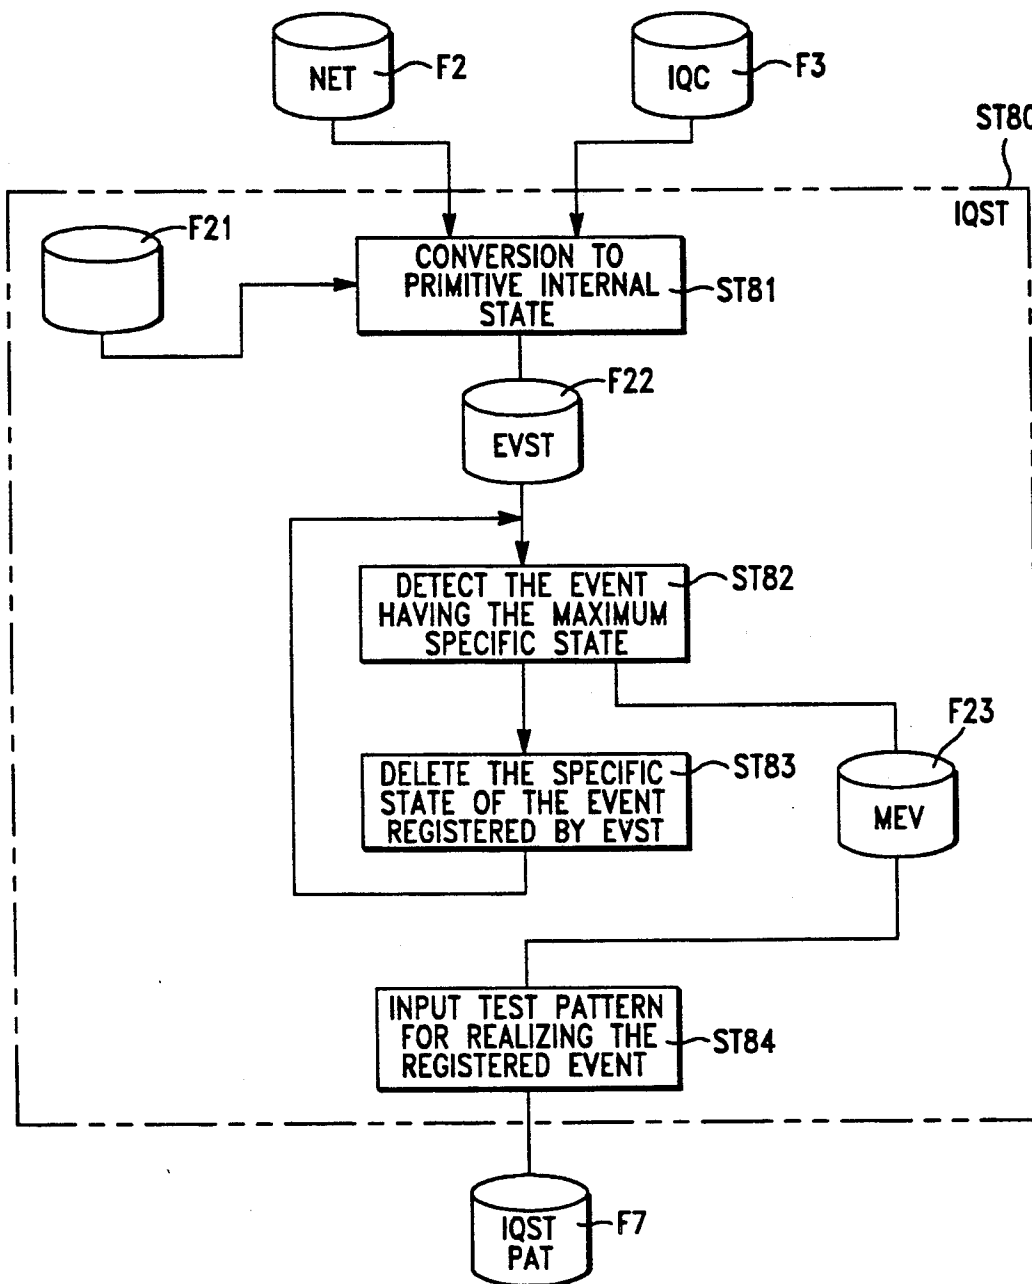 NET
F2
IQC
F3
ST80
IQST
F21
CONVERSION TO
PRIMITIVE INTERNAL
STATE
ST81
F22
EVST
DETECT THE EVENT
HAVING THE MAXIMUM
SPECIFIC STATE
ST82
F23
DELETE THE SPECIFIC
STATE OF THE EVENT
REGISTERED BY EVST
ST83
MEV
INPUT TEST PATTERN
FOR REALIZING THE
REGISTERED EVENT
ST84
IQST
PAT
F7